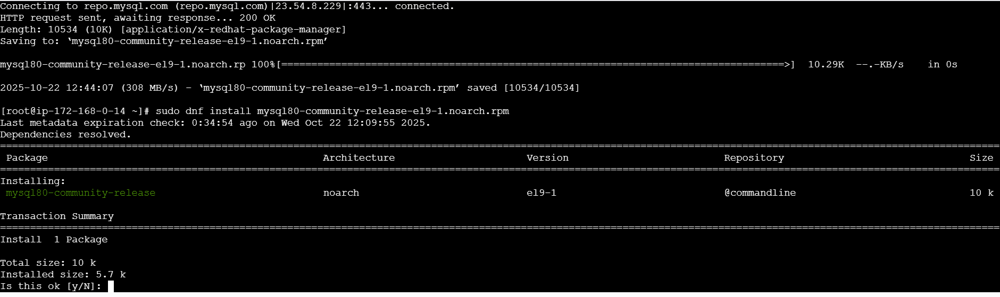 Connecting to repo.mysql.com (repo.mysql.com)|23.54.8.229|:443... connected.
HTTP request sent, awaiting response... 200 OK
Length: 10534 (10K) [application/x-redhat-package-manager]
Saving to: ‘mysql80-community-release-el9-1.noarch.rpm’
mysql80-community-release-el9-1.noarch.rp 100%[====================================================================================>]  10.29K  --.-KB/s    in 0s
2025-10-22 12:44:07 (308 MB/s) - ‘mysql80-community-release-el9-1.noarch.rpm’ saved [10534/10534]
[root@ip-172-168-0-14 ~]# sudo dnf install mysql80-community-release-el9-1.noarch.rpm
Last metadata expiration check: 0:34:54 ago on Wed Oct 22 12:09:55 2025.
Dependencies resolved.
Package Architecture Version Repository Size
Installing:
mysql80-community-release noarch el9-1 @commandline 10 k
Transaction Summary
Install  1 Package
Total size: 10 k
Installed size: 5.7 k
Is this ok [y/N]: